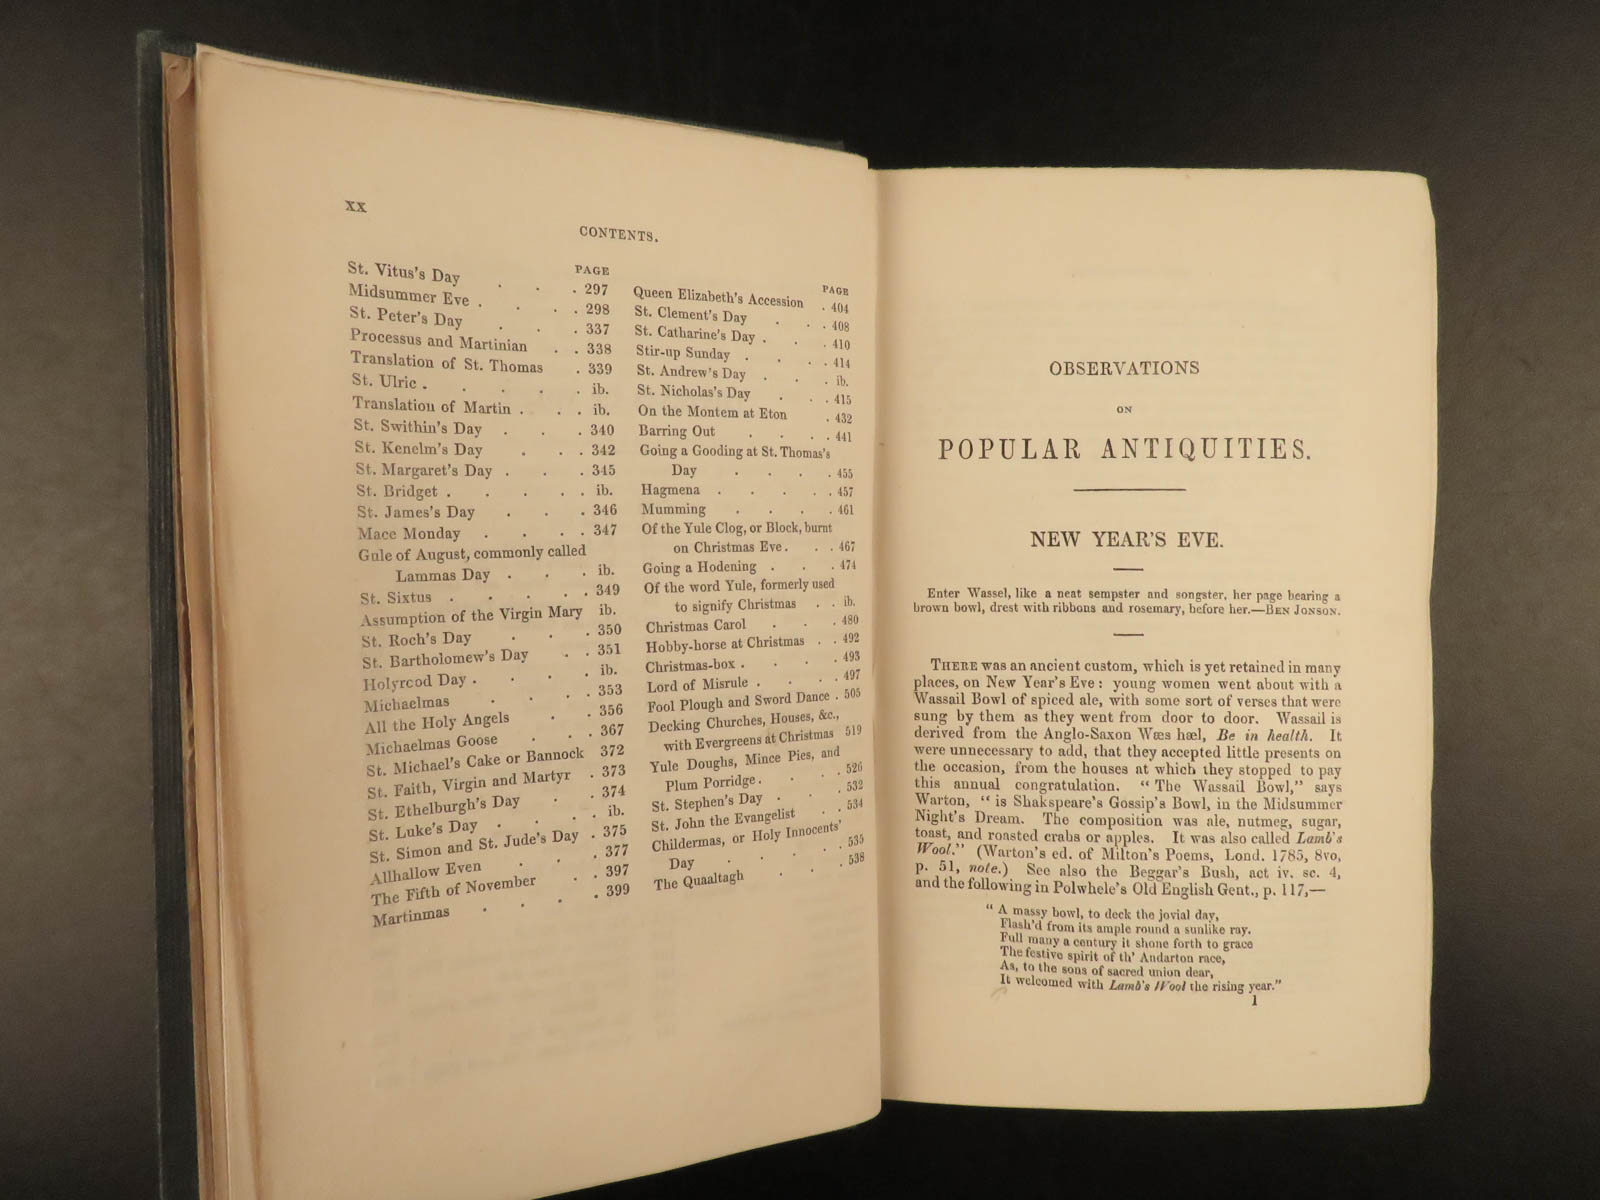 XX
CONTENTS.
PAGE
St. Vitus's Day . . . 297
Midsummer Eve . . . 298
St. Peter's Day . . . 337
Processus and Martinian . . 338
Translation of St. Thomas . 339
St. Ulric . . . . . ib.
Translation of Martin . . . ib.
St. Swithin's Day . . . 340
St. Kenelm's Day . . . 342
St. Margaret's Day . . . 345
St. Bridget . . . . . ib.
St. James's Day . . . 346
Mace Monday . . . . 347
Gule of August, commonly called
Lammas Day . . . ib.
St. Sixtus . . . . . 349
Assumption of the Virgin Mary ib.
St. Roch's Day . . . 350
St. Bartholomew's Day . . 351
Holyrood Day . . . . ib.
Michaelmas . . . . 353
All the Holy Angels . . 356
Michaelmas Goose . . . 367
St. Michael's Cake or Bannock 372
St. Faith, Virgin and Martyr . 373
St. Ethelburgh's Day . . 374
St. Luke's Day . . . . ib.
St. Simon and St. Jude's Day . 375
Allhallow Even . . . 377
The Fifth of November . . 397
Martinmas . . . . 399
PAGE
Queen Elizabeth's Accession . 404
St. Clement's Day . . . 408
St. Catharine's Day . . . 410
Stir-up Sunday . . . . 414
St. Andrew's Day . . . ib.
St. Nicholas's Day . . . 415
On the Montem at Eton . 432
Barring Out . . . . 441
Going a Gooding at St. Thomas's
Day . . . . 455
Hagmena . . . . . 457
Mumming . . . . 461
Of the Yule Clog, or Block, burnt
on Christmas Eve . . . 467
Going a Hodening . . . 474
Of the word Yule, formerly used
to signify Christmas . . ib.
Christmas Carol . . . 480
Hobby-horse at Christmas . . 492
Christmas-box . . . . 493
Lord of Misrule . . . . 497
Fool Plough and Sword Dance . 505
Decking Churches, Houses, &c.,
with Evergreens at Christmas 519
Yule Doughs, Mince Pies, and
Plum Porridge . . . . 526
St. Stephen's Day . . . 532
St. John the Evangelist . . 534
Childermas, or Holy Innocents'
Day . . . . . 535
The Quaaltagh . . . 538
OBSERVATIONS
ON
POPULAR ANTIQUITIES.
NEW YEAR'S EVE.
Enter Wassel, like a neat sempster and songster, her page bearing a
brown bowl, drest with ribbons and rosemary, before her.—BEN JONSON.
THERE was an ancient custom, which is yet retained in many
places, on New Year's Eve: young women went about with a
Wassail Bowl of spiced ale, with some sort of verses that were
sung by them as they went from door to door. Wassail is
derived from the Anglo-Saxon Wæs hæl, Be in health. It
were unnecessary to add, that they accepted little presents on
the occasion, from the houses at which they stopped to pay
this annual congratulation. "The Wassail Bowl," says
Warton, "is Shakspeare's Gossip's Bowl, in the Midsummer
Night's Dream. The composition was ale, nutmeg, sugar,
toast, and roasted crabs or apples. It was also called Lamb's
Wool." (Warton's ed. of Milton's Poems, Lond. 1785, 8vo,
p. 51, note.) See also the Beggar's Bush, act iv. sc. 4,
and the following in Polwhele's Old English Gent., p. 117,—
"A massy bowl, to deck the jovial day,
Flash'd from its ample round a sunlike ray.
Full many a century it shone forth to grace
The festive spirit of th' Andarton race,
As, to the sons of sacred union dear,
It welcomed with Lamb's Wool the rising year."
1